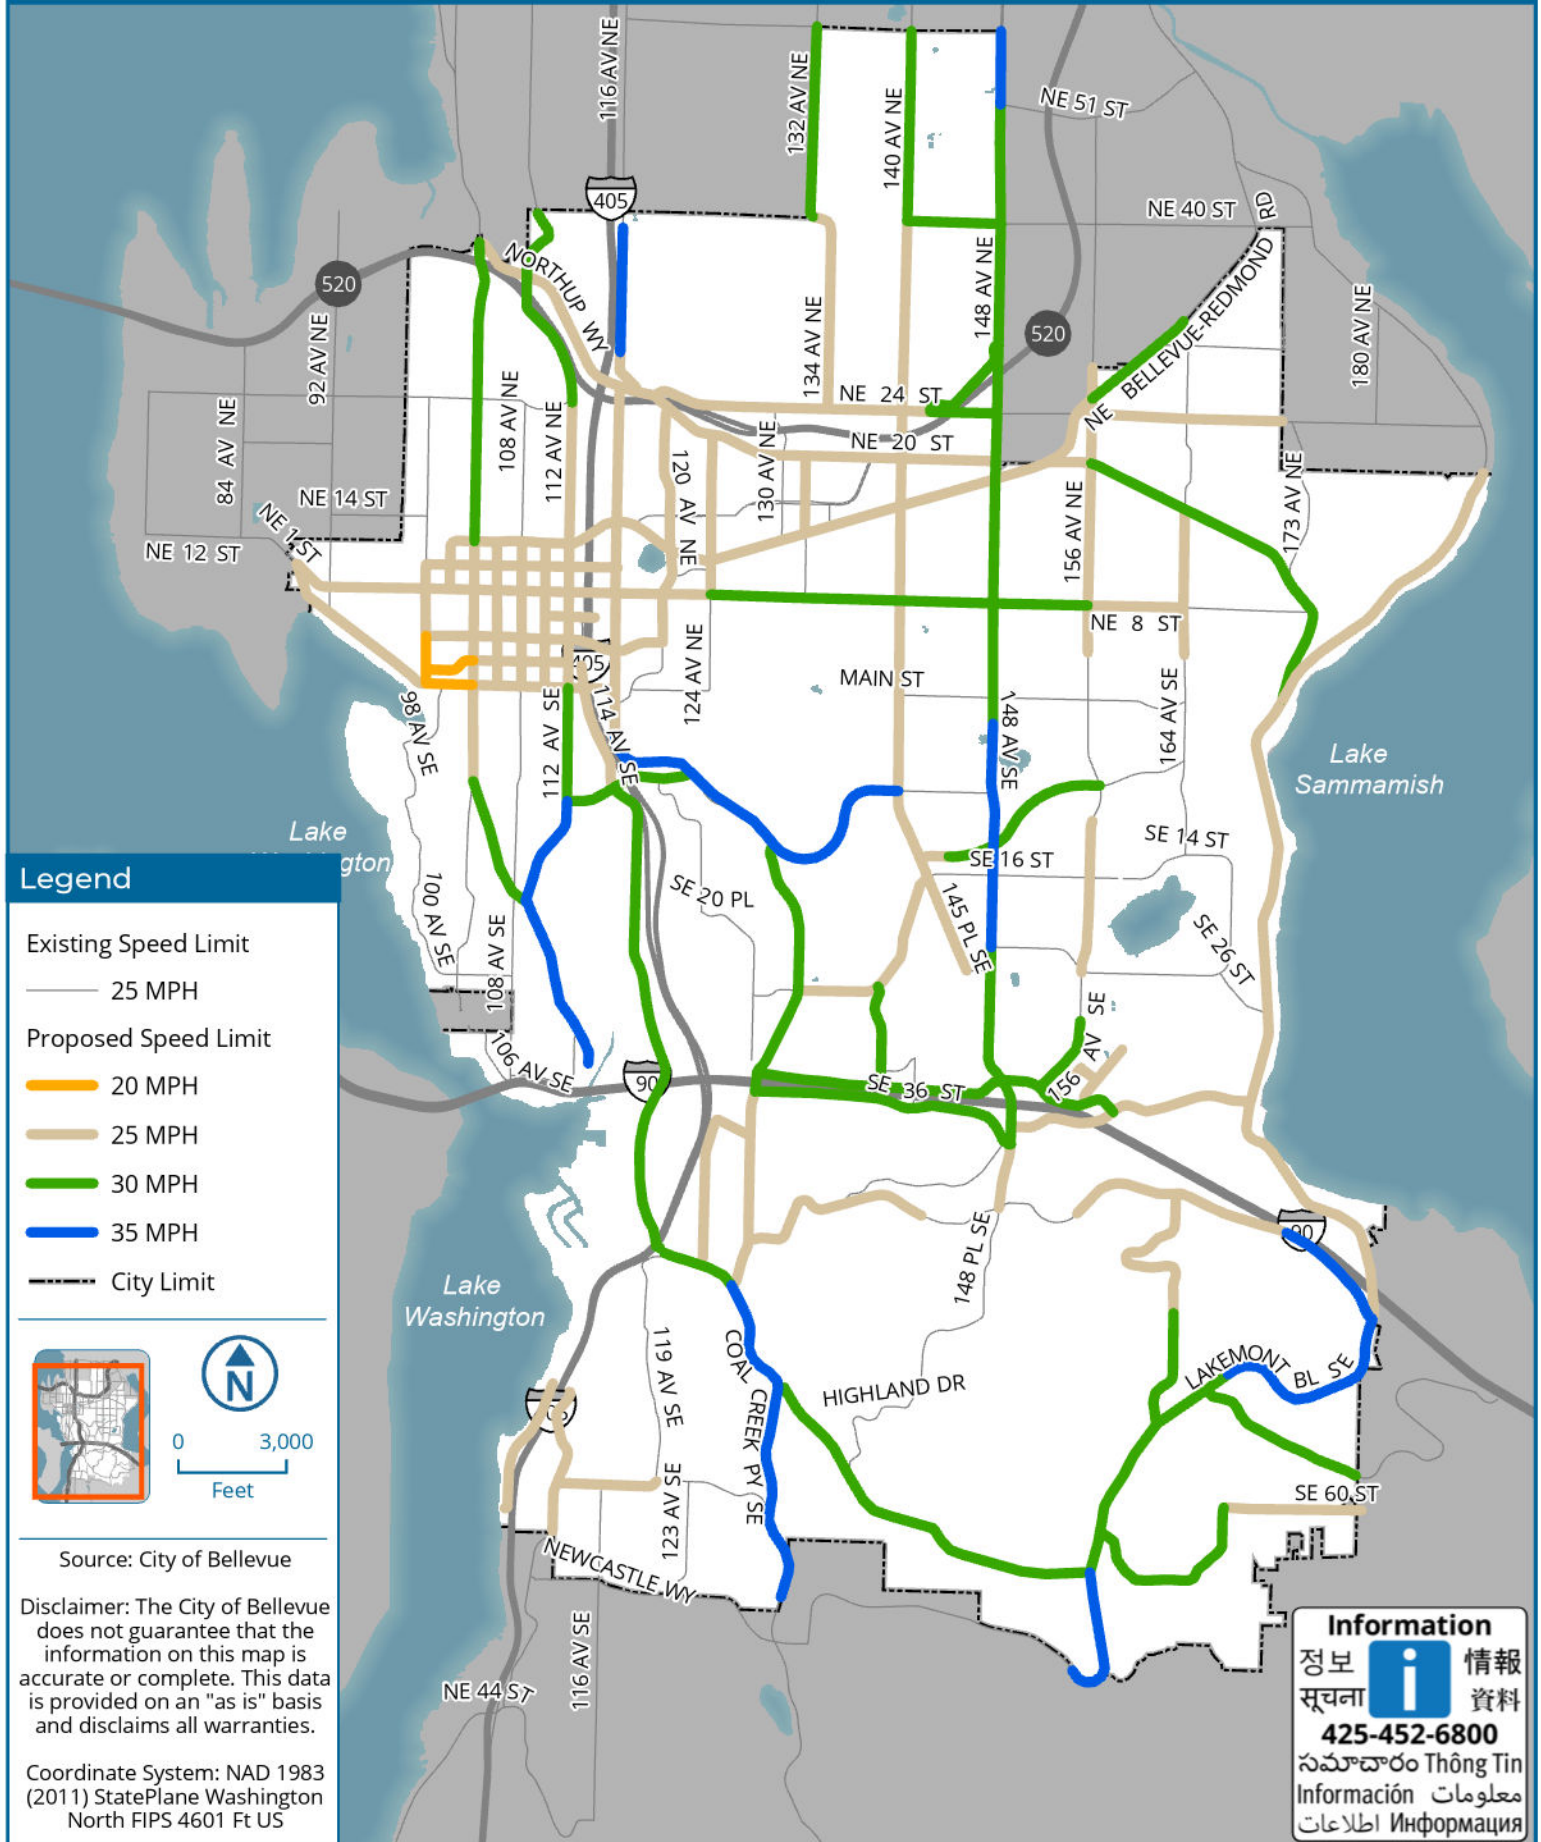 116 AV NE
132 AV NE
140 AV NE
NE 51 ST
405
NE 40 ST
RD
NORTHUP WY
148 AV NE
NE BELLEVUE-REDMOND
520
520
92 AV NE
134 AV NE
180 AV NE
84 AV NE
108 AV NE
112 AV NE
NE 24 ST
NE 20 ST
120 AV NE
130 AV NE
NE 14 ST
NE 1 ST
NE 12 ST
156 AV NE
173 AV NE
NE 8 ST
405
124 AV NE
MAIN ST
98 AV SE
112 AV SE
114 AV SE
148 AV SE
164 AV SE
Lake
Sammamish
Lake
gton
SE 14 ST
SE 16 ST
100 AV SE
SE 20 PL
145 PL SE
SE 26 ST
108 AV SE
106 AV SE
90
SE 36 ST
156 AV SE
148 PL SE
90
Lake
Washington
119 AV SE
COAL CREEK PY SE
HIGHLAND DR
LAKEMONT BL SE
123 AV SE
SE 60 ST
NEWCASTLE WY
116 AV SE
NE 44 ST
Legend
Existing Speed Limit
25 MPH
Proposed Speed Limit
20 MPH
25 MPH
30 MPH
35 MPH
City Limit
N
0 3,000
Feet
Source: City of Bellevue
Disclaimer: The City of Bellevue
does not guarantee that the
information on this map is
accurate or complete. This data
is provided on an "as is" basis
and disclaims all warranties.
Coordinate System: NAD 1983
(2011) StatePlane Washington
North FIPS 4601 Ft US
Information
정보 i 情報
सूचना 資料
425-452-6800
సమాచారం Thông Tin
Información معلومات
اطلاعات Информация